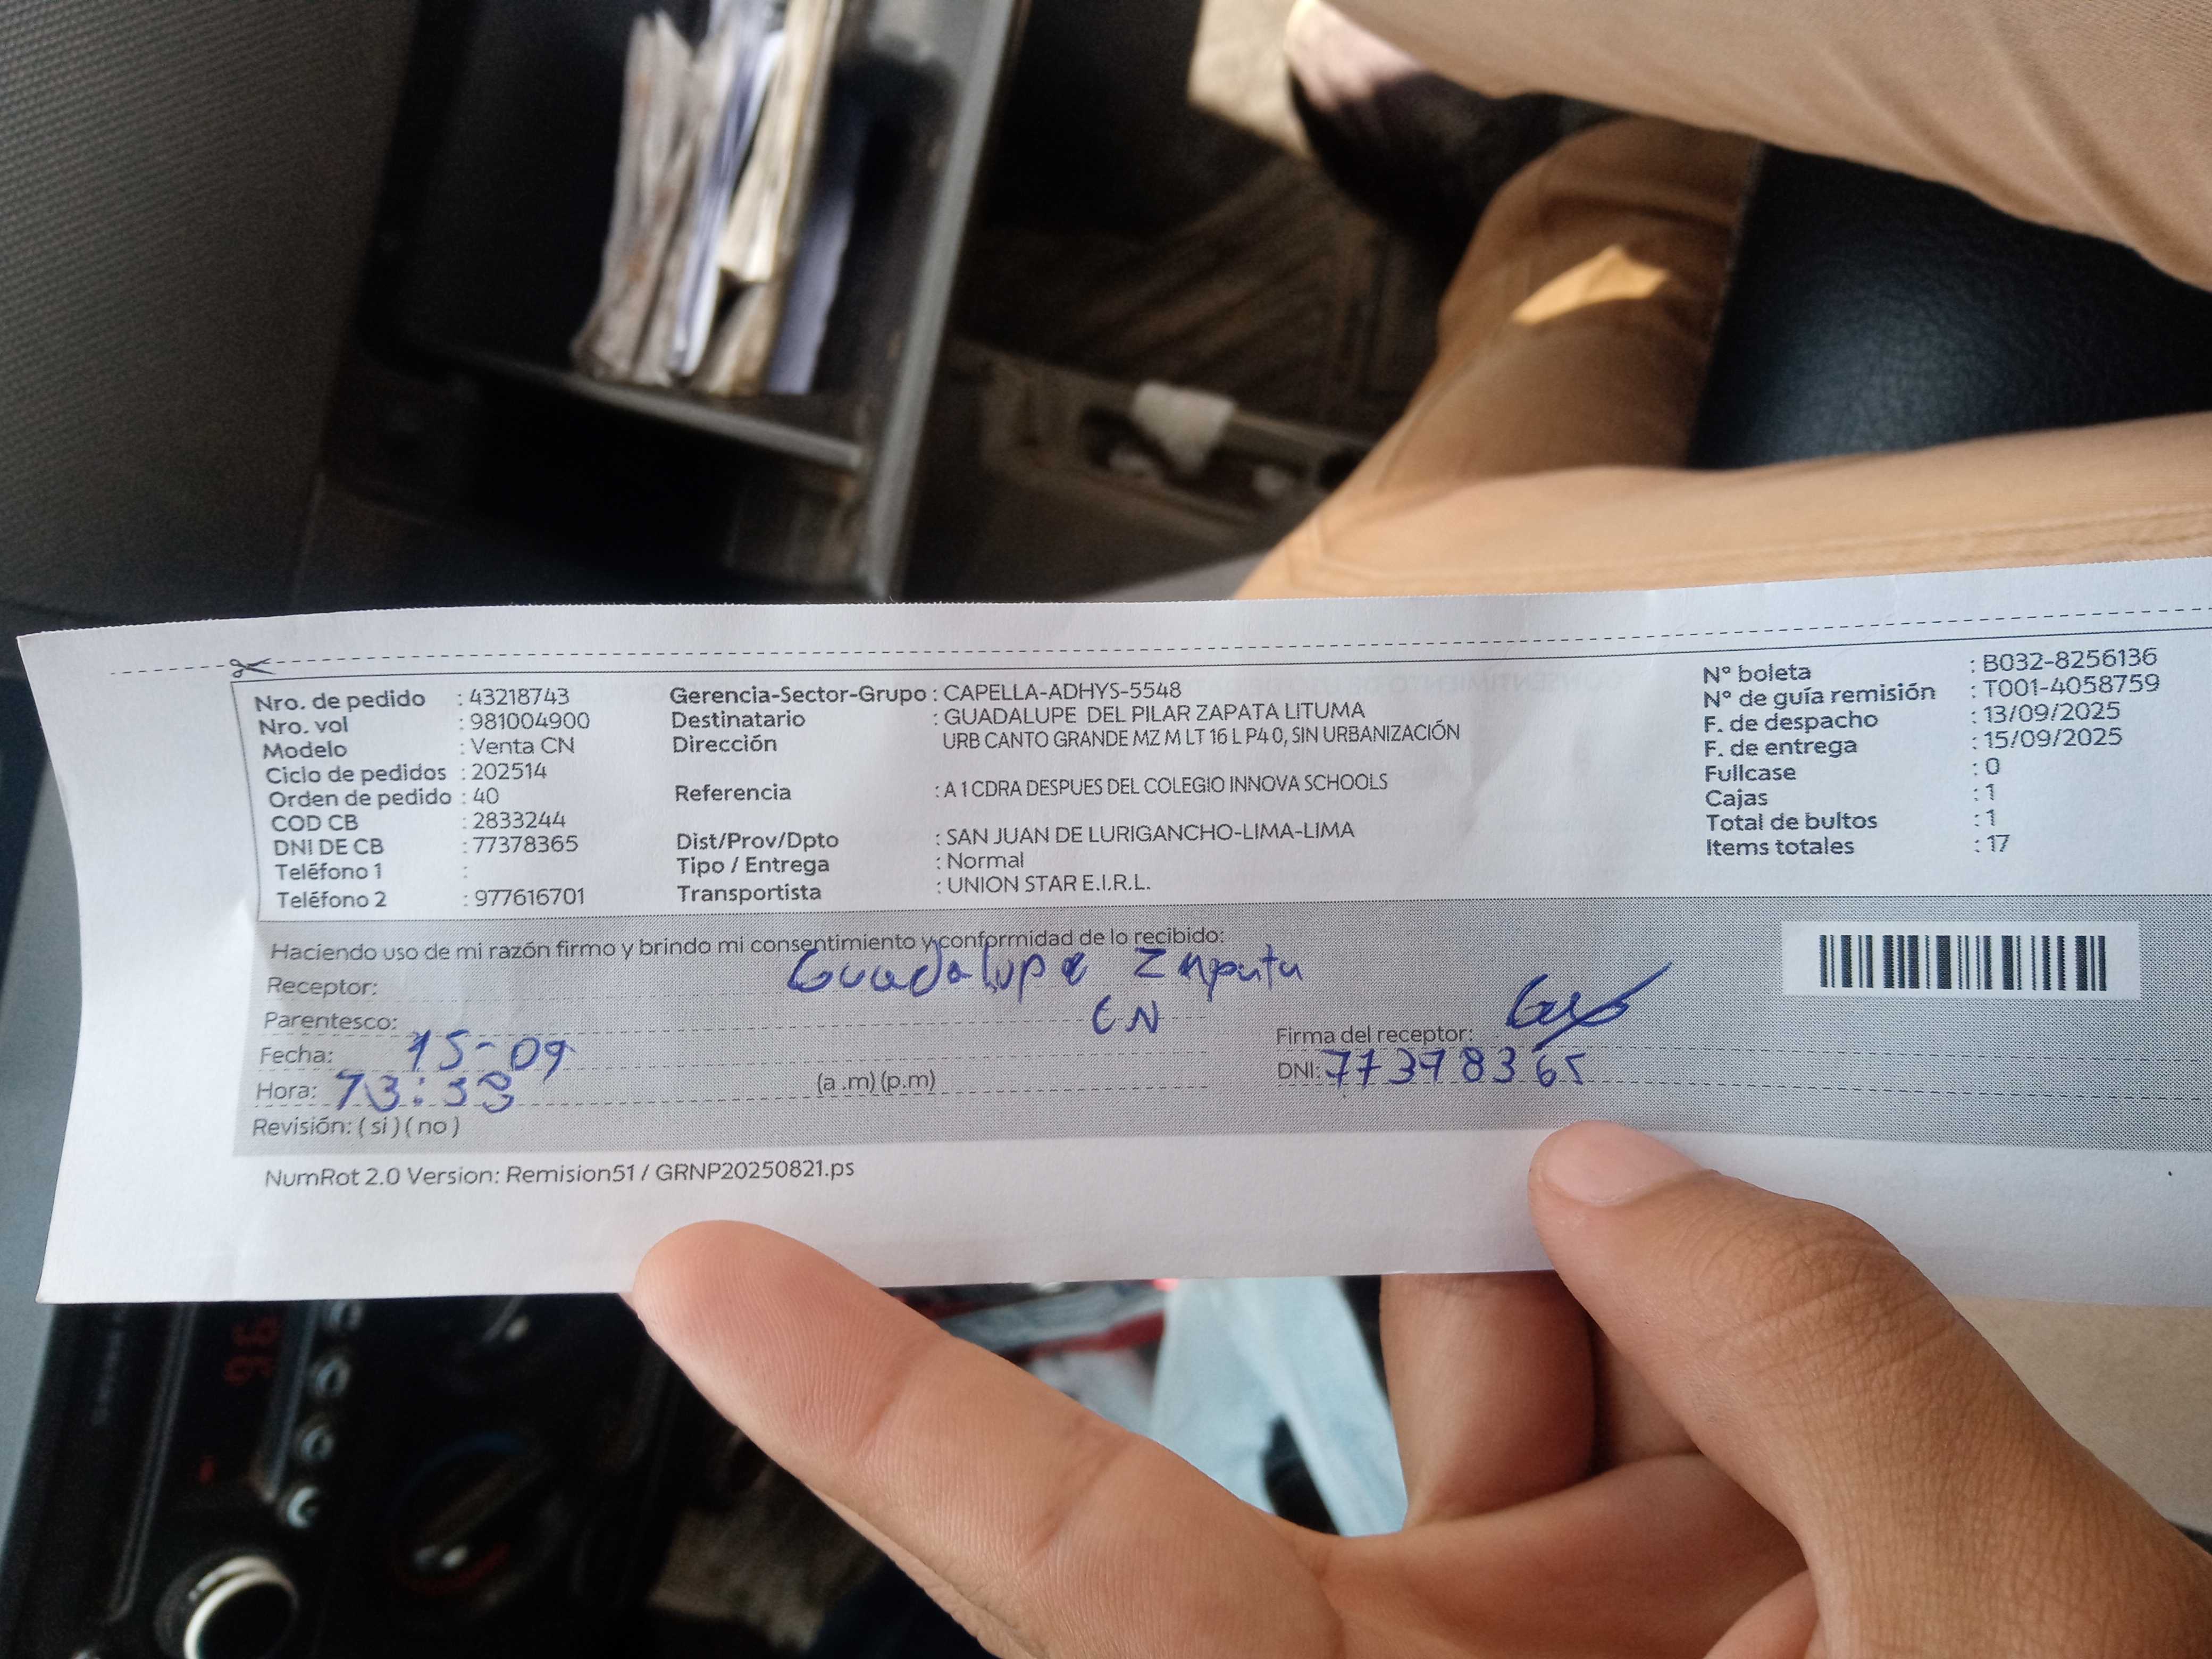 Nro. de pedido : 43218743
Nro. vol : 981004900
Modelo : Venta CN
Ciclo de pedidos : 202514
Orden de pedido : 40
COD CB : 2833244
DNI DE CB : 77378365
Teléfono 1 :
Teléfono 2 : 977616701
Gerencia-Sector-Grupo : CAPELLA-ADHYS-5548
Destinatario : GUADALUPE DEL PILAR ZAPATA LITUMA
Dirección URB CANTO GRANDE MZ M LT 16 L P4 0, SIN URBANIZACIÓN
Referencia : A 1 CDRA DESPUES DEL COLEGIO INNOVA SCHOOLS
Dist/Prov/Dpto : SAN JUAN DE LURIGANCHO-LIMA-LIMA
Tipo / Entrega : Normal
Transportista : UNION STAR E.I.R.L.
N° boleta : B032-8256136
N° de guía remisión : T001-4058759
F. de despacho : 13/09/2025
F. de entrega : 15/09/2025
Fullcase : 0
Cajas : 1
Total de bultos : 1
Items totales : 17
Haciendo uso de mi razón firmo y brindo mi consentimiento y conformidad de lo recibido:
Receptor: Guadalupe Zapata
Parentesco: CN
Fecha: 15-09
Hora: 13:39 (a .m) (p.m)
Revisión: ( si ) ( no )
Firma del receptor:
DNI: 77378365
NumRot 2.0 Version: Remision51 / GRNP20250821.ps
96